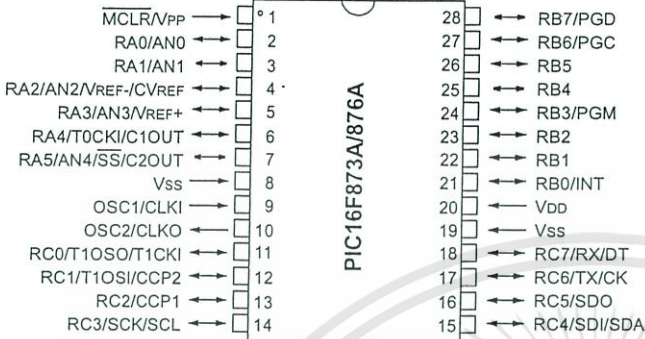 MCLR/VPP 1
RA0/AN0 2
RA1/AN1 3
RA2/AN2/VREF-/CVREF 4
RA3/AN3/VREF+ 5
RA4/T0CKI/C1OUT 6
RA5/AN4/SS/C2OUT 7
VSS 8
OSC1/CLKI 9
OSC2/CLKO 10
RC0/T1OSO/T1CKI 11
RC1/T1OSI/CCP2 12
RC2/CCP1 13
RC3/SCK/SCL 14
PIC16F873A/876A
28 RB7/PGD
27 RB6/PGC
26 RB5
25 RB4
24 RB3/PGM
23 RB2
22 RB1
21 RB0/INT
20 VDD
19 VSS
18 RC7/RX/DT
17 RC6/TX/CK
16 RC5/SDO
15 RC4/SDI/SDA